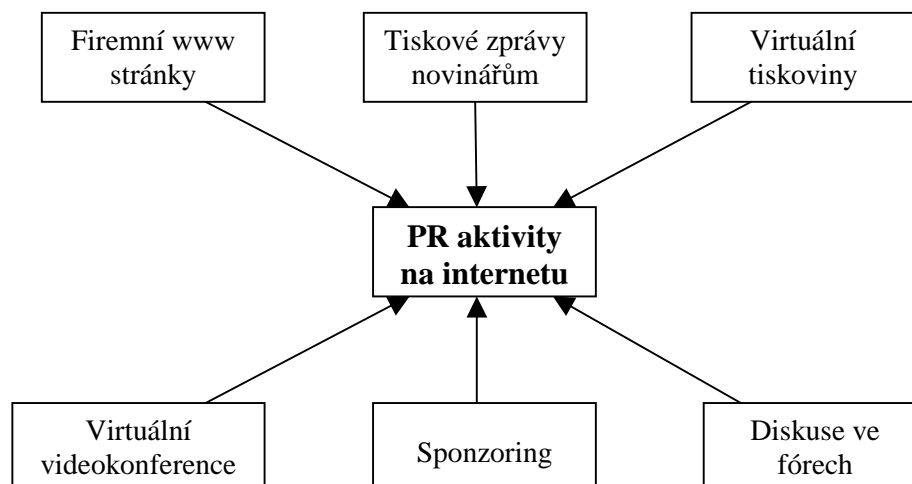 Firemní www
stránky
Tiskové zprávy
novinářům
Virtuální
tiskoviny
PR aktivity
na internetu
Virtuální
videokonference
Sponzoring
Diskuse ve
fórech